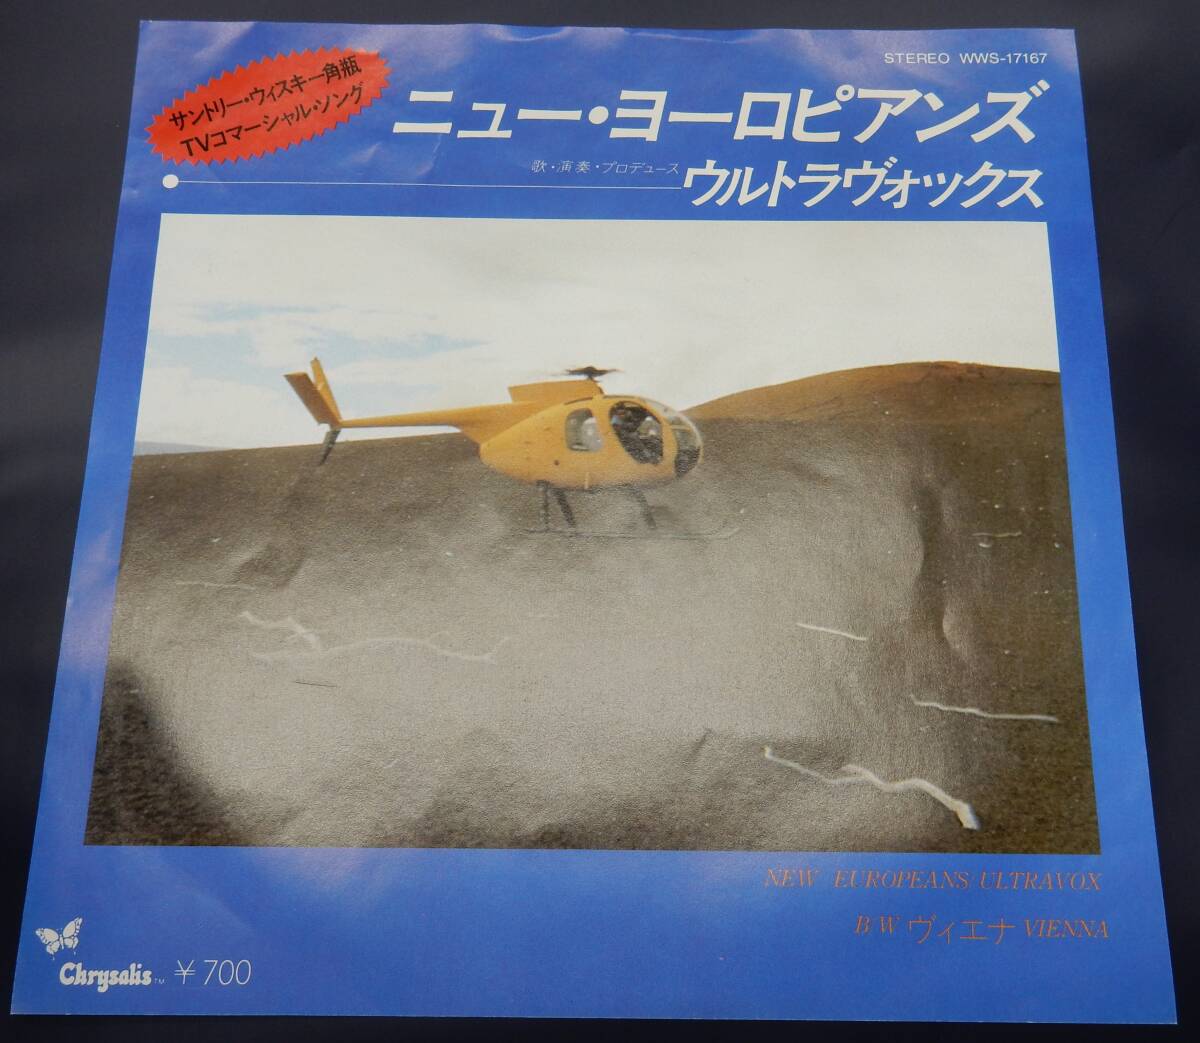 STEREO WWS-17167
サントリー・ウィスキー角瓶
TVコマーシャル・ソング
ニュー・ヨーロピアンズ
歌・演奏・プロデュース ウルトラヴォックス
NEW EUROPEANS/ULTRAVOX
B/W ヴィエナ VIENNA
Chrysalis TM ¥700